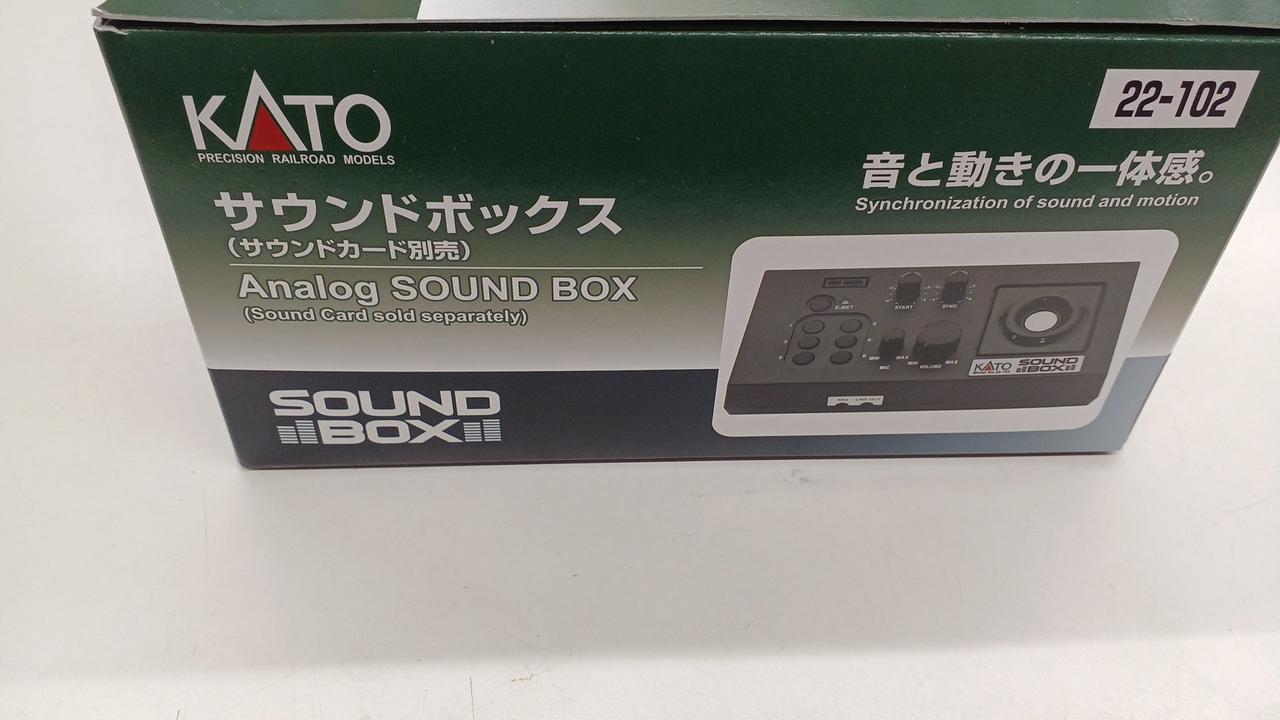 KATO
PRECISION RAILROAD MODELS
22-102
音と動きの一体感。
Synchronization of sound and motion
サウンドボックス
(サウンドカード別売)
Analog SOUND BOX
(Sound Card sold separately)
SOUND
BOX
EJECT
START
SYNC
MIN
MAX
MIC
MIN
MAX
VOLUME
KATO
SOUND
BOX
MIC
LINE OUT